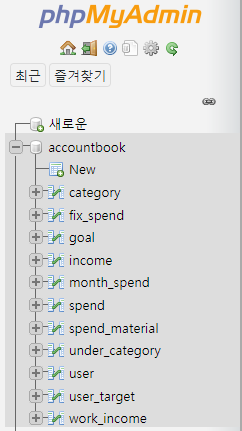 phpMyAdmin
최근 즐겨찾기
새로운
accountbook
New
category
fix_spend
goal
income
month_spend
spend
spend_material
under_category
user
user_target
work_income